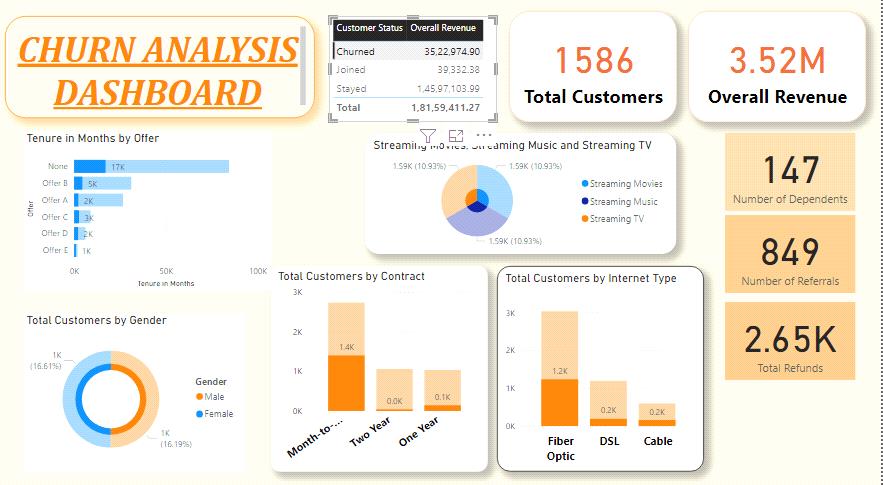 CHURN ANALYSIS
DASHBOARD
Customer Status Overall Revenue
Churned 35,22,974.90
Joined 39,332.38
Stayed 1,45,97,103.99
Total 1,81,59,411.27
1586
Total Customers
3.52M
Overall Revenue
Tenure in Months by Offer
Offer
None 17K
Offer B 5K
Offer A 2K
Offer C 3K
Offer D 2K
Offer E 1K
0K 50K 100K
Tenure in Months
Streaming Movies, Streaming Music and Streaming TV
1.59K (10.93%) 1.59K (10.93%)
1.59K (10.93%)
Streaming Movies
Streaming Music
Streaming TV
147
Number of Dependents
849
Number of Referrals
2.65K
Total Refunds
Total Customers by Gender
1K
(16.61%)
1K
(16.19%)
Gender
Male
Female
Total Customers by Contract
3K
2K
1K
0K
1.4K 0.0K 0.1K
Month-to-... Two Year One Year
Total Customers by Internet Type
3K
2K
1K
0K
1.2K 0.2K 0.2K
Fiber
Optic
DSL Cable